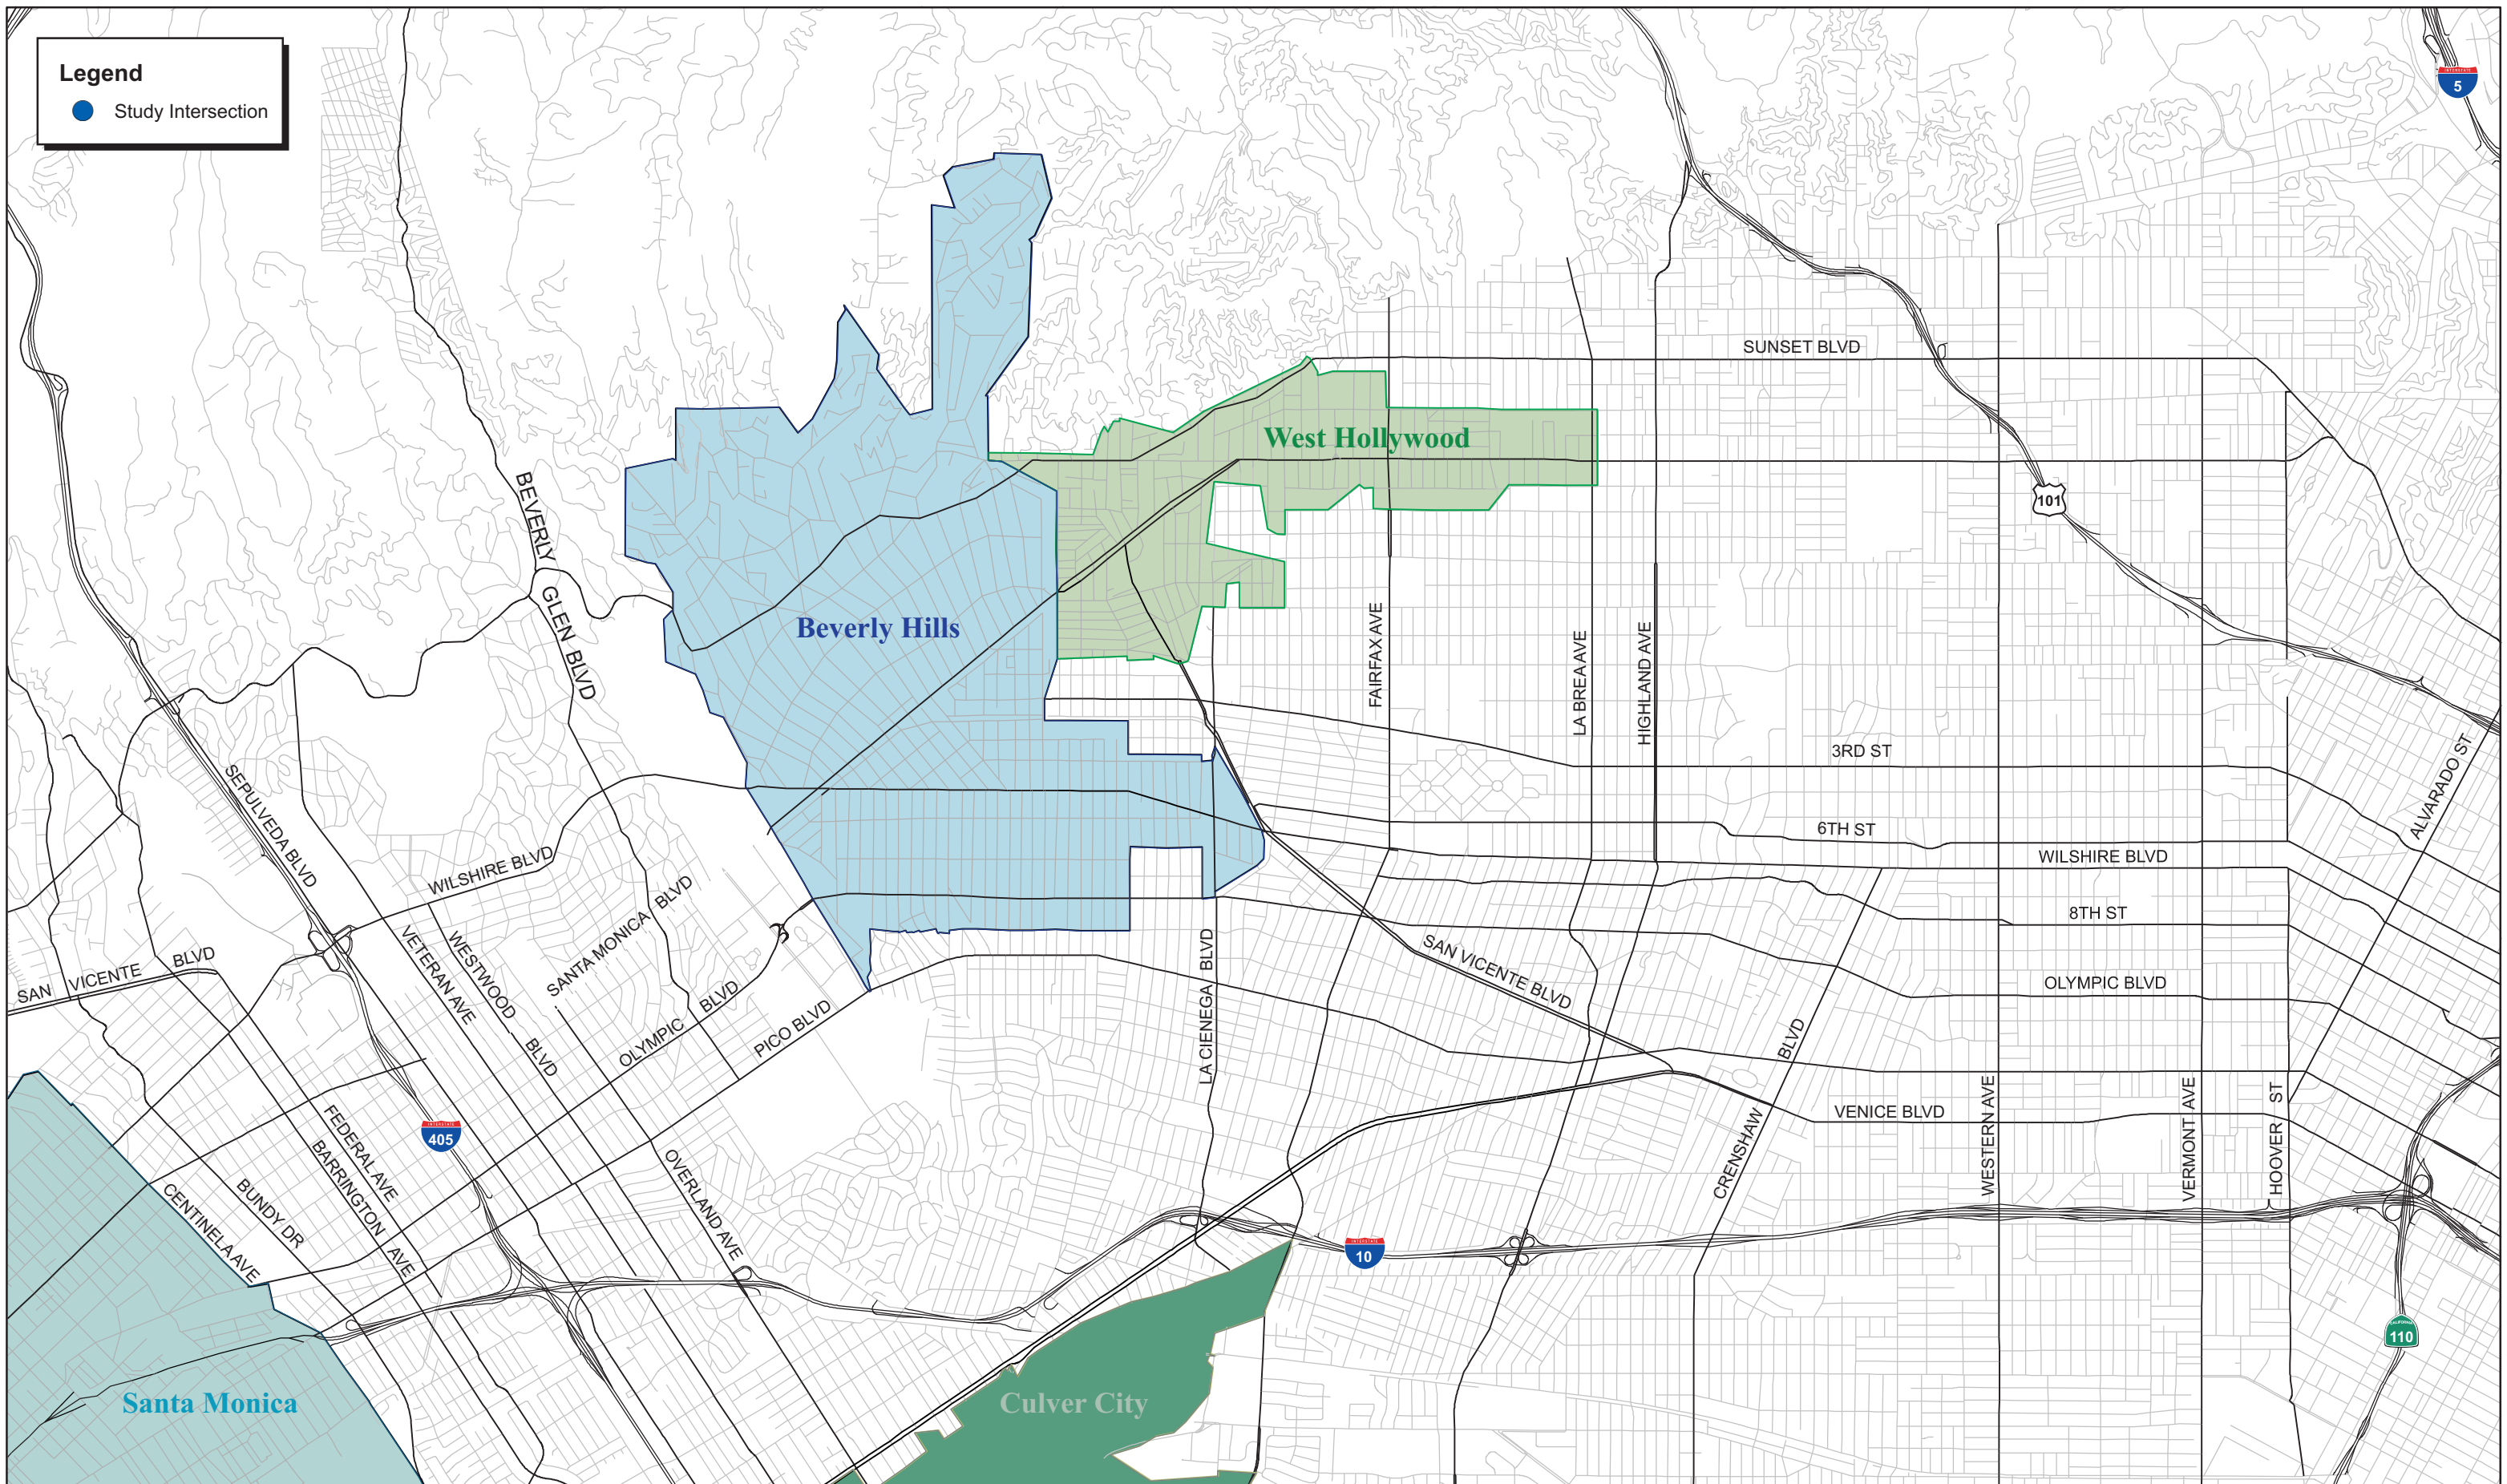 Legend
Study Intersection
INTERSTATE
5
SUNSET BLVD
West Hollywood
101
BEVERLY
GLEN BLVD
Beverly Hills
FAIRFAX AVE
LA BREA AVE
HIGHLAND AVE
3RD ST
ALVARADO ST
SEPULVEDA BLVD
6TH ST
WILSHIRE BLVD
WILSHIRE BLVD
SANTA MONICA BLVD
8TH ST
VETERAN AVE
WESTWOOD
BLVD
SAN VICENTE BLVD
SAN VICENTE BLVD
OLYMPIC BLVD
OLYMPIC BLVD
PICO BLVD
LA CIENEGA BLVD
CRENSHAW BLVD
VENICE BLVD
WESTERN AVE
VERMONT AVE
HOOVER ST
FEDERAL AVE
BARRINGTON AVE
INTERSTATE
405
OVERLAND AVE
BUNDY DR
CENTINELA AVE
INTERSTATE
10
CALIFORNIA
110
Santa Monica
Culver City